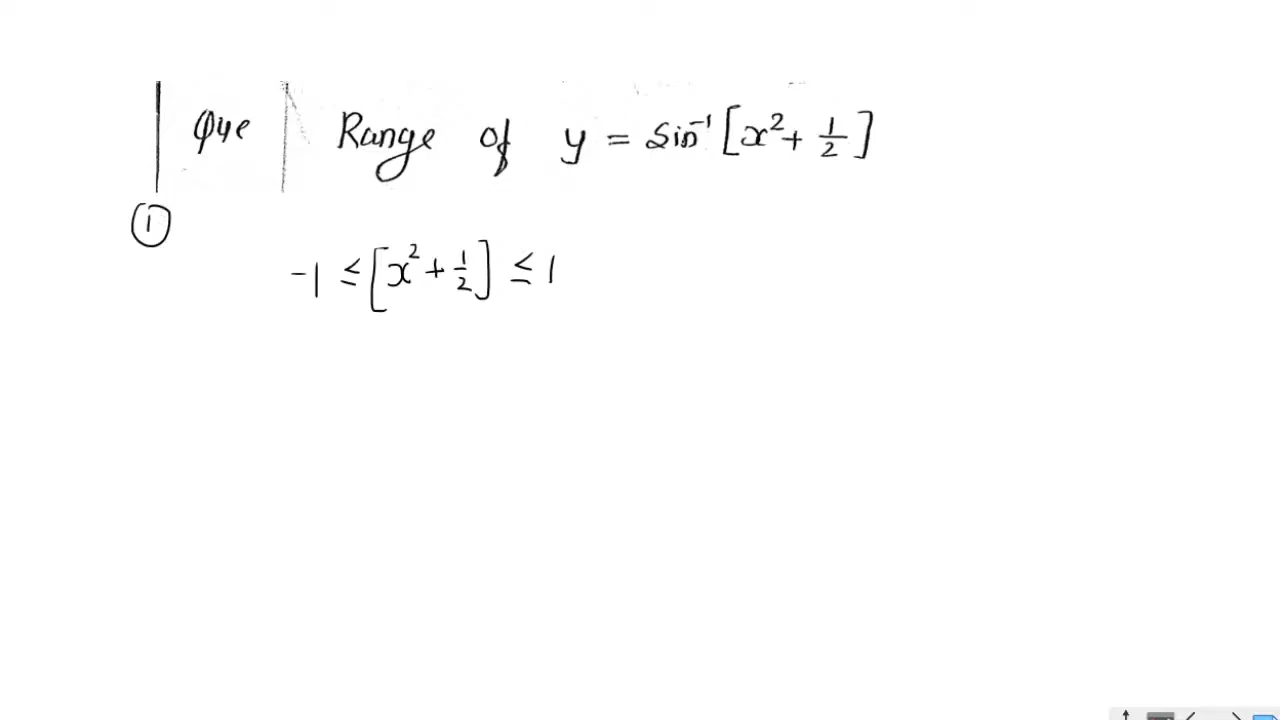 Que Range of y = Sin⁻¹ [x² + 1/2]
①
-1 ≤ [x² + 1/2] ≤ 1